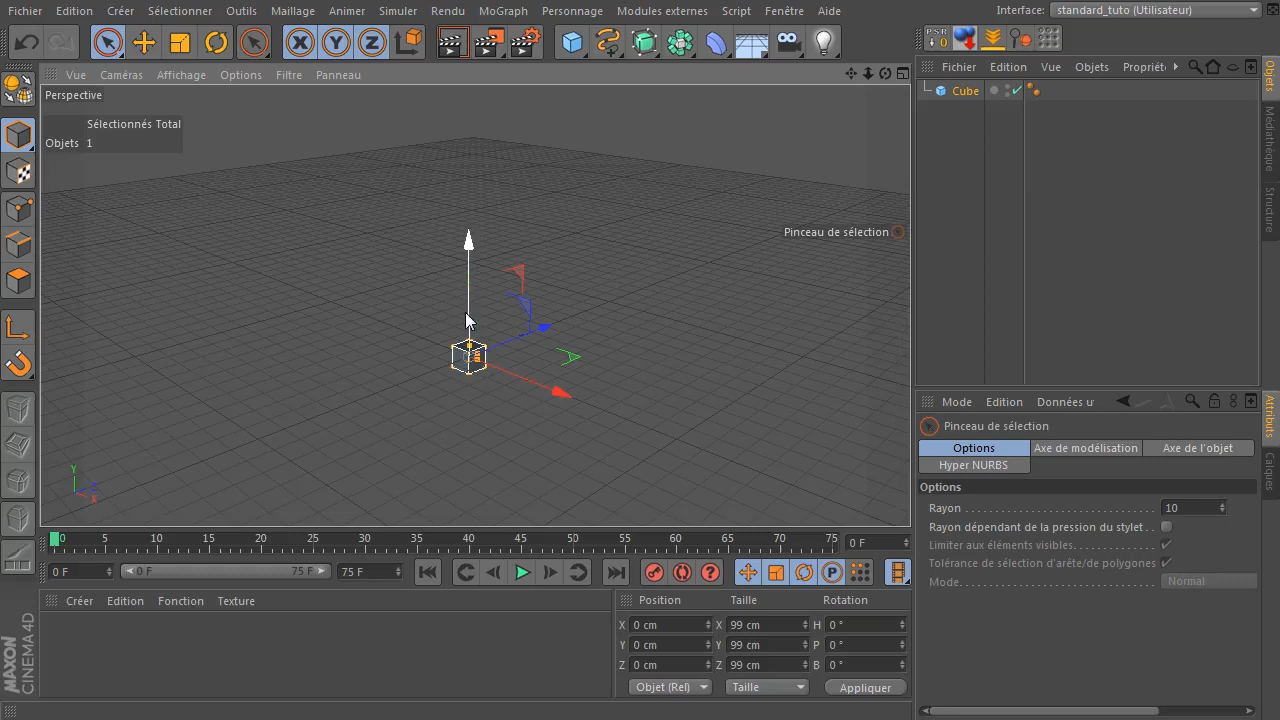 Fichier Edition Créer Sélectionner Outils Maillage Animer Simuler Rendu MoGraph Personnage Modules externes Script Fenêtre Aide Interface: standard_tuto (Utilisateur)
X Y Z PSR 0
Vue Caméras Affichage Options Filtre Panneau
Fichier Edition Vue Objets Proprié
Perspective
Cube
Sélectionnés Total
Objets 1
Pinceau de sélection
Objets
Médiathèque
Structure
Y
Z
X
Mode Edition Données u
Pinceau de sélection
Options Axe de modélisation Axe de l'objet
Hyper NURBS
Options
Rayon 10
Rayon dépendant de la pression du stylet
Limiter aux éléments visibles
Tolérance de sélection d'arête/de polygones
Mode Normal
Attributs
Calques
0 5 10 15 20 25 30 35 40 45 50 55 60 65 70 75 0 F
0 F 0 F 75 F 75 F ? P
Créer Edition Fonction Texture
Position Taille Rotation
X 0 cm X 99 cm H 0 °
Y 0 cm Y 99 cm P 0 °
Z 0 cm Z 99 cm B 0 °
Objet (Rel) Taille Appliquer
MAXON
CINEMA 4D